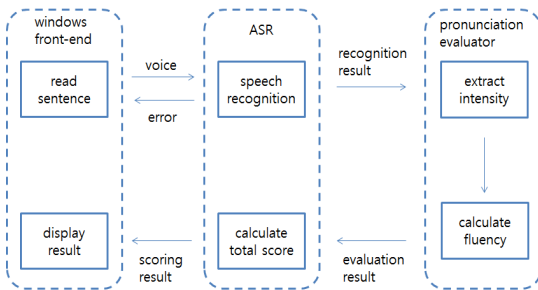 windows
front-end
ASR
pronunciation
evaluator
read
sentence
voice
error
speech
recognition
recognition
result
extract
intensity
display
result
scoring
result
calculate
total score
evaluation
result
calculate
fluency